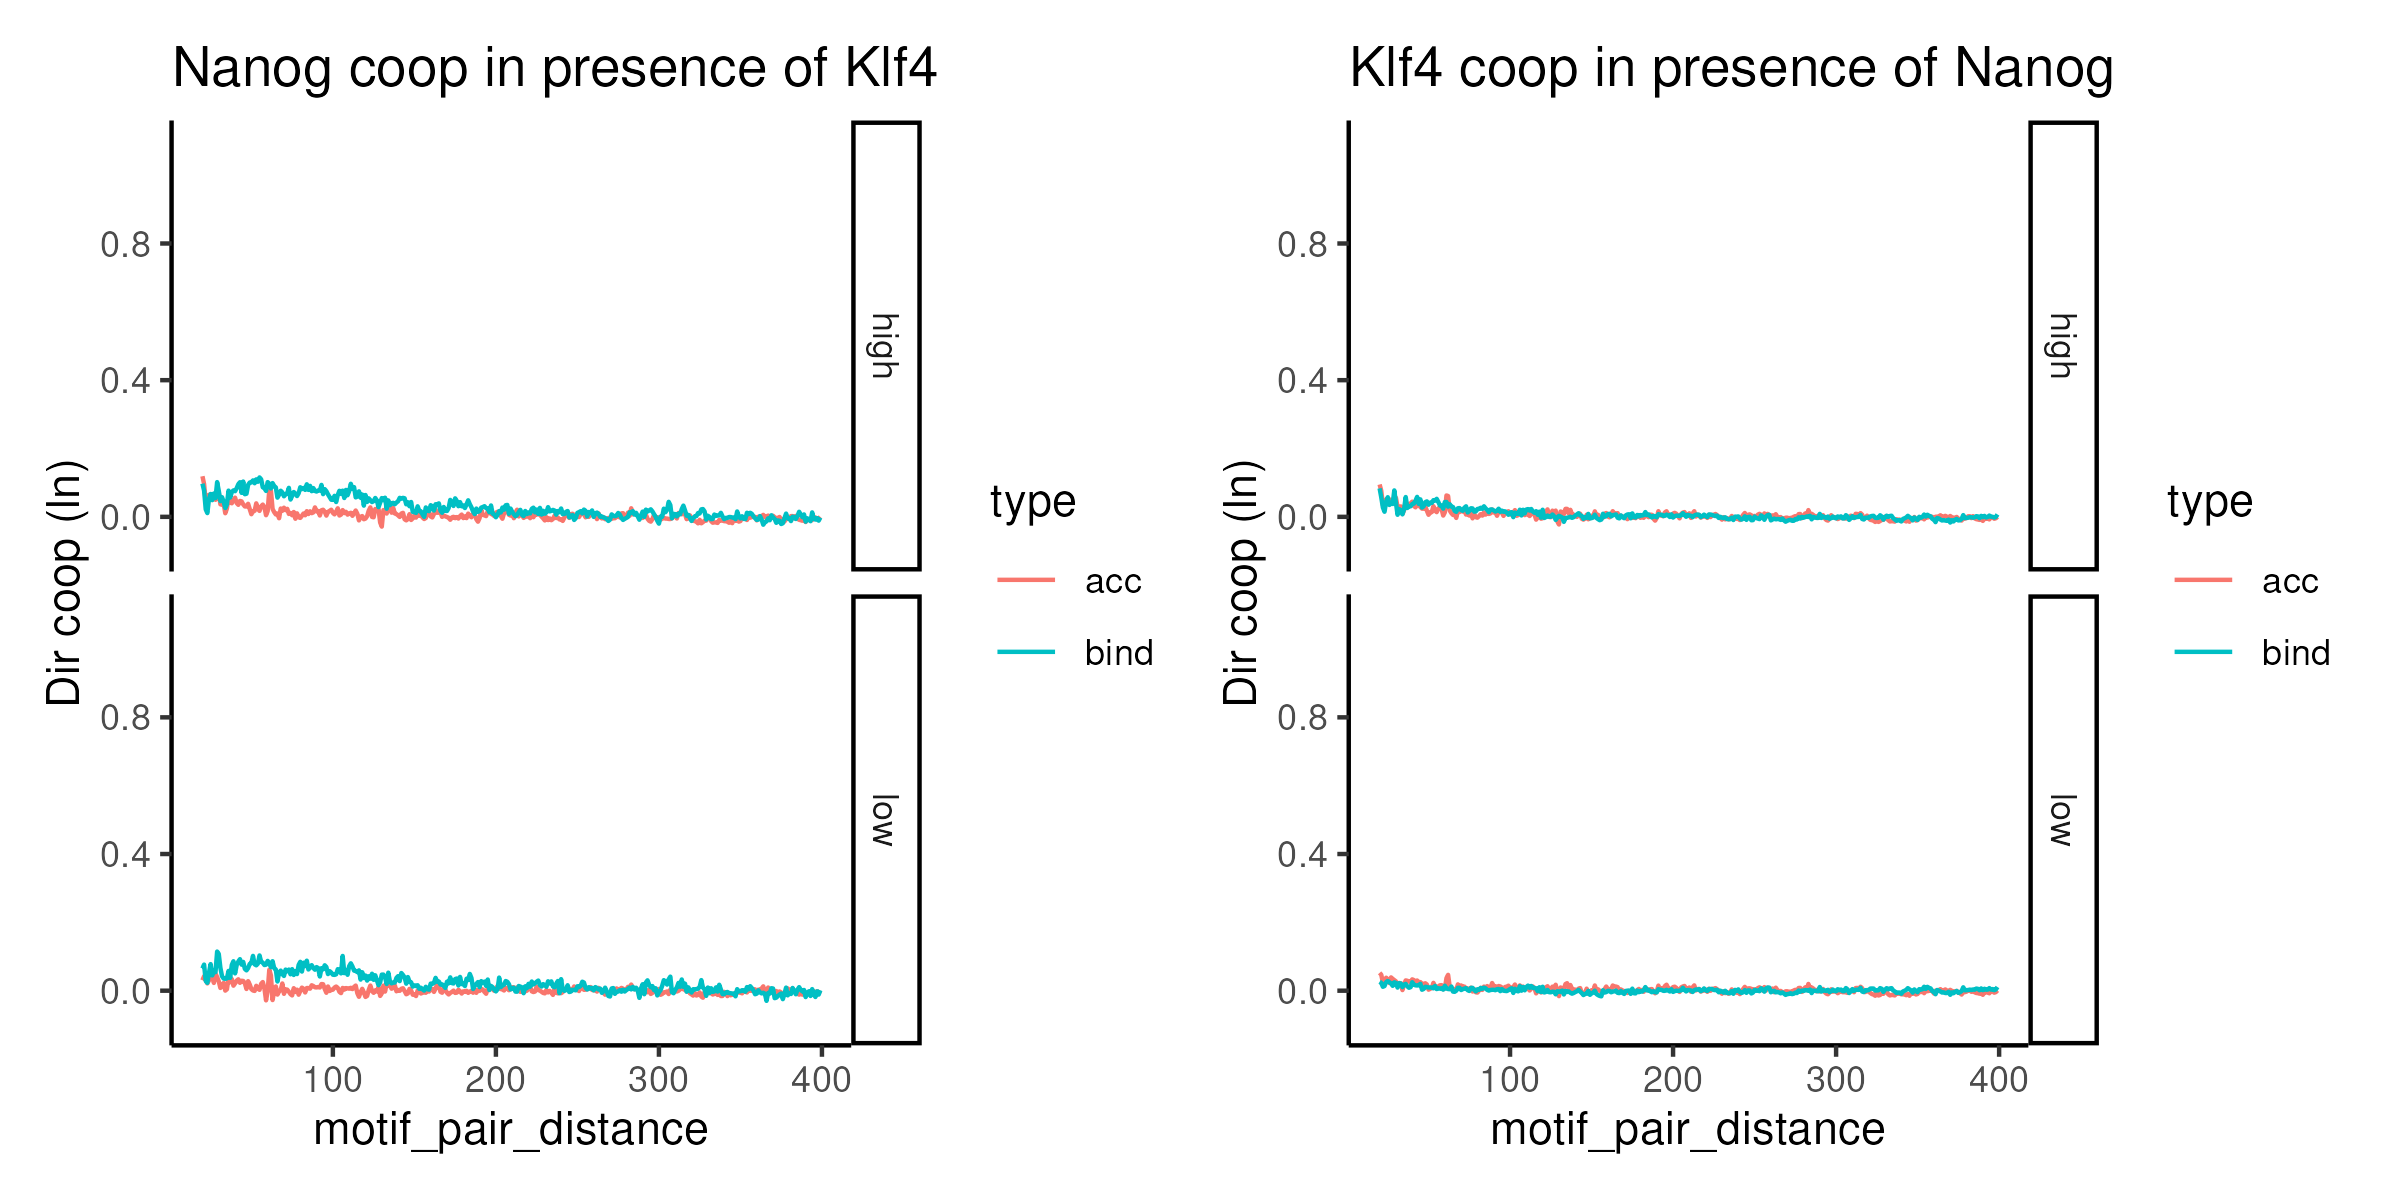 Nanog coop in presence of Klf4
Dir coop (ln)
0.8
0.4
0.0
high
0.8
0.4
0.0
low
100 200 300 400
motif_pair_distance
type
acc
bind
Klf4 coop in presence of Nanog
Dir coop (ln)
0.8
0.4
0.0
high
0.8
0.4
0.0
low
100 200 300 400
motif_pair_distance
type
acc
bind